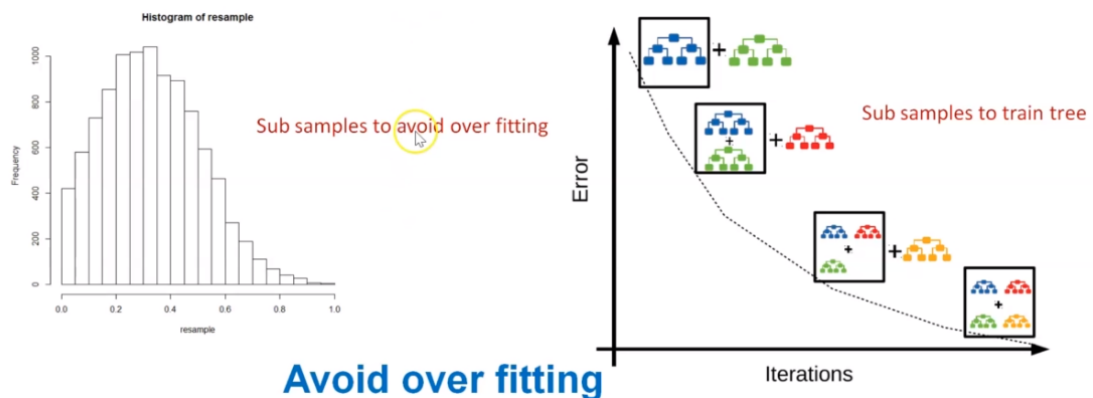 Histogram of resample
Frequency
1000
800
600
400
200
0
0.0 0.2 0.4 0.6 0.8 1.0
resample
Sub samples to avoid over fitting
Error
+
+
+
+
+
+
Sub samples to train tree
Iterations
Avoid over fitting